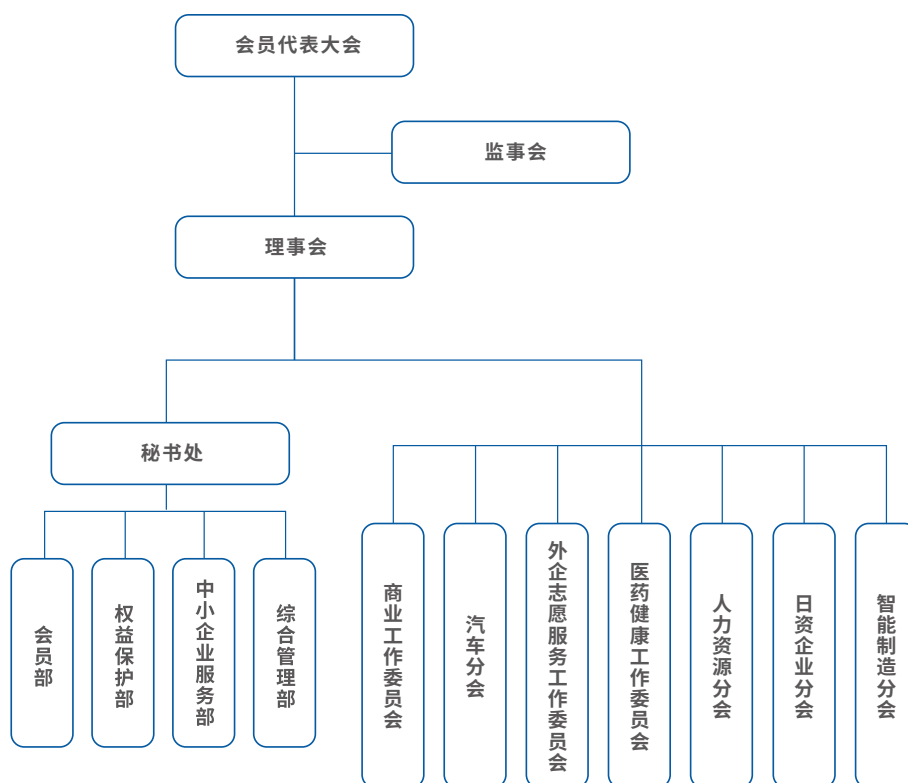 会员代表大会
监事会
理事会
秘书处
会员部
权益保护部
中小企业服务部
综合管理部
商业工作委员会
汽车分会
外企志愿服务工作委员会
医药健康工作委员会
人力资源分会
日资企业分会
智能制造分会